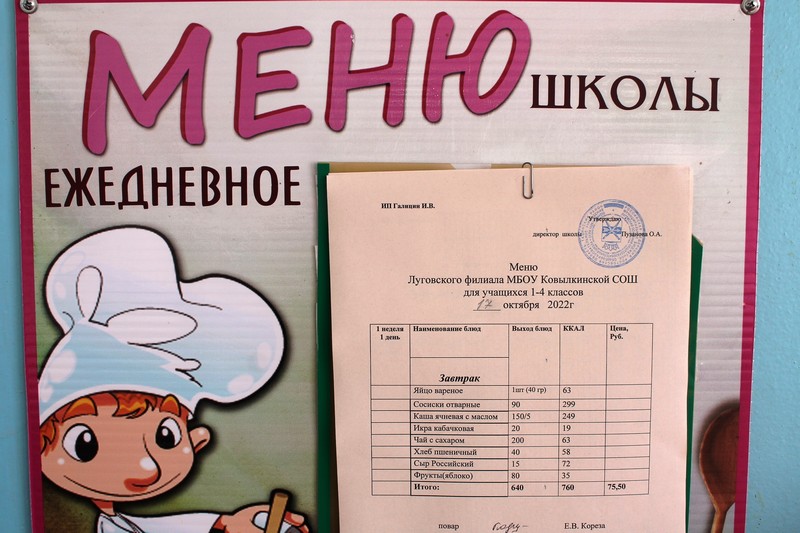 МЕНЮ ШКОЛЫ
ЕЖЕДНЕВНОЕ
ИП Галицин И.В.
Утверждаю
директор школы Пузанова О.А.
Меню
Луговского филиала МБОУ Ковылкинской СОШ
для учащихся 1-4 классов
17 октября 2022г
1 неделя 1 день Наименование блюд Выход блюд ККАЛ Цена, Руб.
Завтрак
Яйцо вареное 1шт (40 гр) 63
Сосиски отварные 90 299
Каша ячневая с маслом 150/5 249
Икра кабачковая 20 19
Чай с сахаром 200 63
Хлеб пшеничный 40 58
Сыр Российский 15 72
Фрукты(яблоко) 80 35
Итого: 640 760 75,50
повар Е.В. Кореза